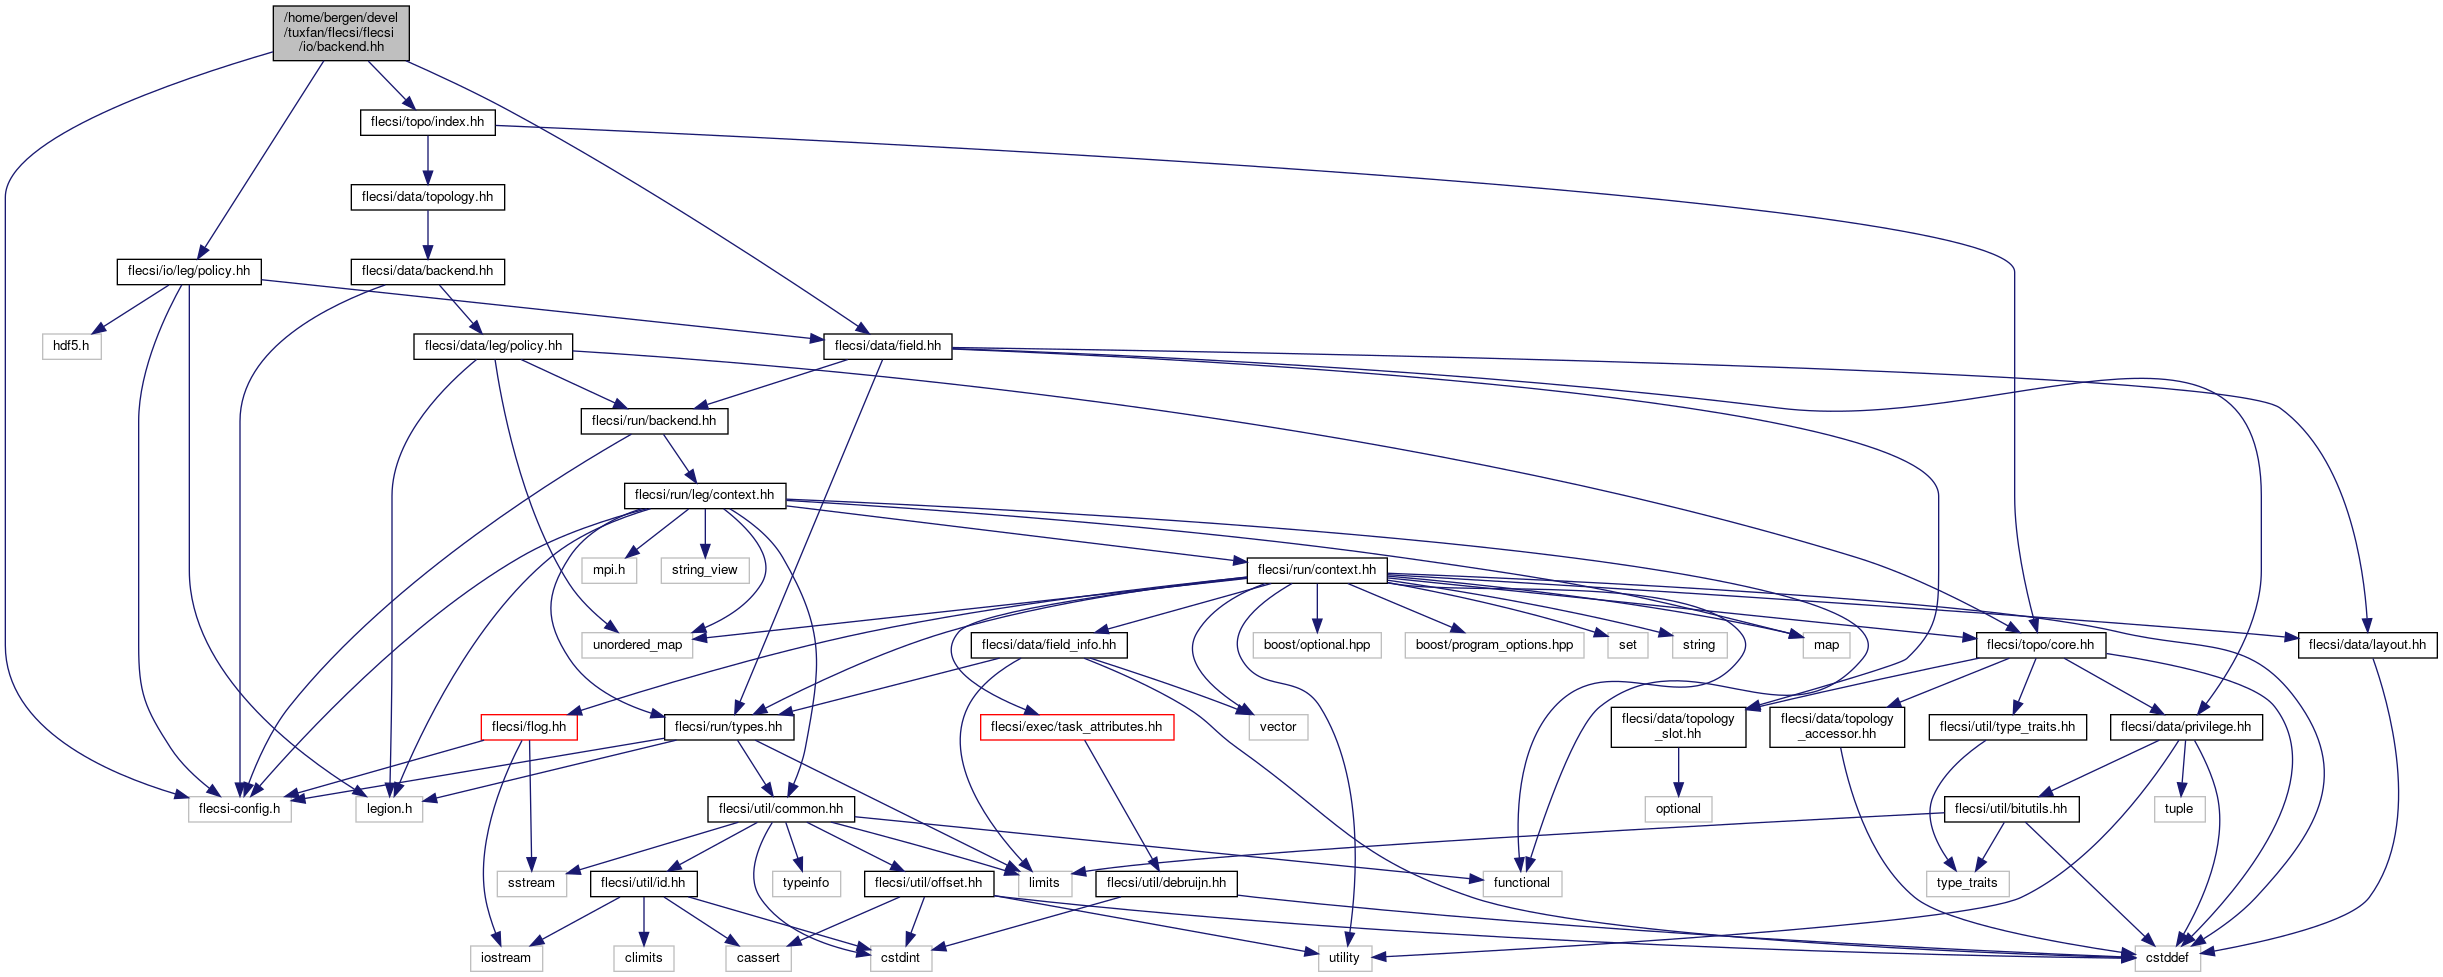 /home/bergen/devel
/tuxfan/flecsi/flecsi
/io/backend.hh
flecsi/topo/index.hh
flecsi/data/topology.hh
flecsi/io/leg/policy.hh
flecsi/data/backend.hh
hdf5.h
flecsi/data/leg/policy.hh
flecsi/data/field.hh
flecsi/run/backend.hh
flecsi/run/leg/context.hh
mpi.h
string_view
flecsi/run/context.hh
unordered_map
flecsi/data/field_info.hh
boost/optional.hpp
boost/program_options.hpp
set
string
map
flecsi/topo/core.hh
flecsi/data/layout.hh
flecsi/flog.hh
flecsi/run/types.hh
flecsi/exec/task_attributes.hh
vector
flecsi/data/topology
_slot.hh
flecsi/data/topology
_accessor.hh
flecsi/util/type_traits.hh
flecsi/data/privilege.hh
flecsi-config.h
legion.h
flecsi/util/common.hh
optional
flecsi/util/bitutils.hh
tuple
sstream
flecsi/util/id.hh
typeinfo
flecsi/util/offset.hh
limits
flecsi/util/debruijn.hh
functional
type_traits
iostream
climits
cassert
cstdint
utility
cstddef